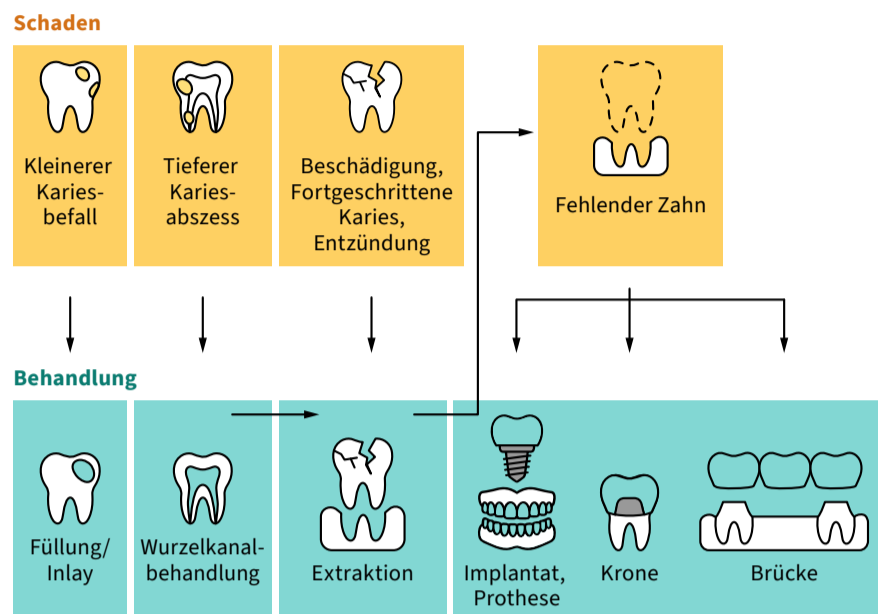 Schaden
Kleinerer
Karies-
befall
Tieferer
Karies-
abszess
Beschädigung,
Fortgeschrittene
Karies,
Entzündung
Fehlender Zahn
Behandlung
Füllung/
Inlay
Wurzelkanal-
behandlung
Extraktion
Implantat,
Prothese
Krone
Brücke